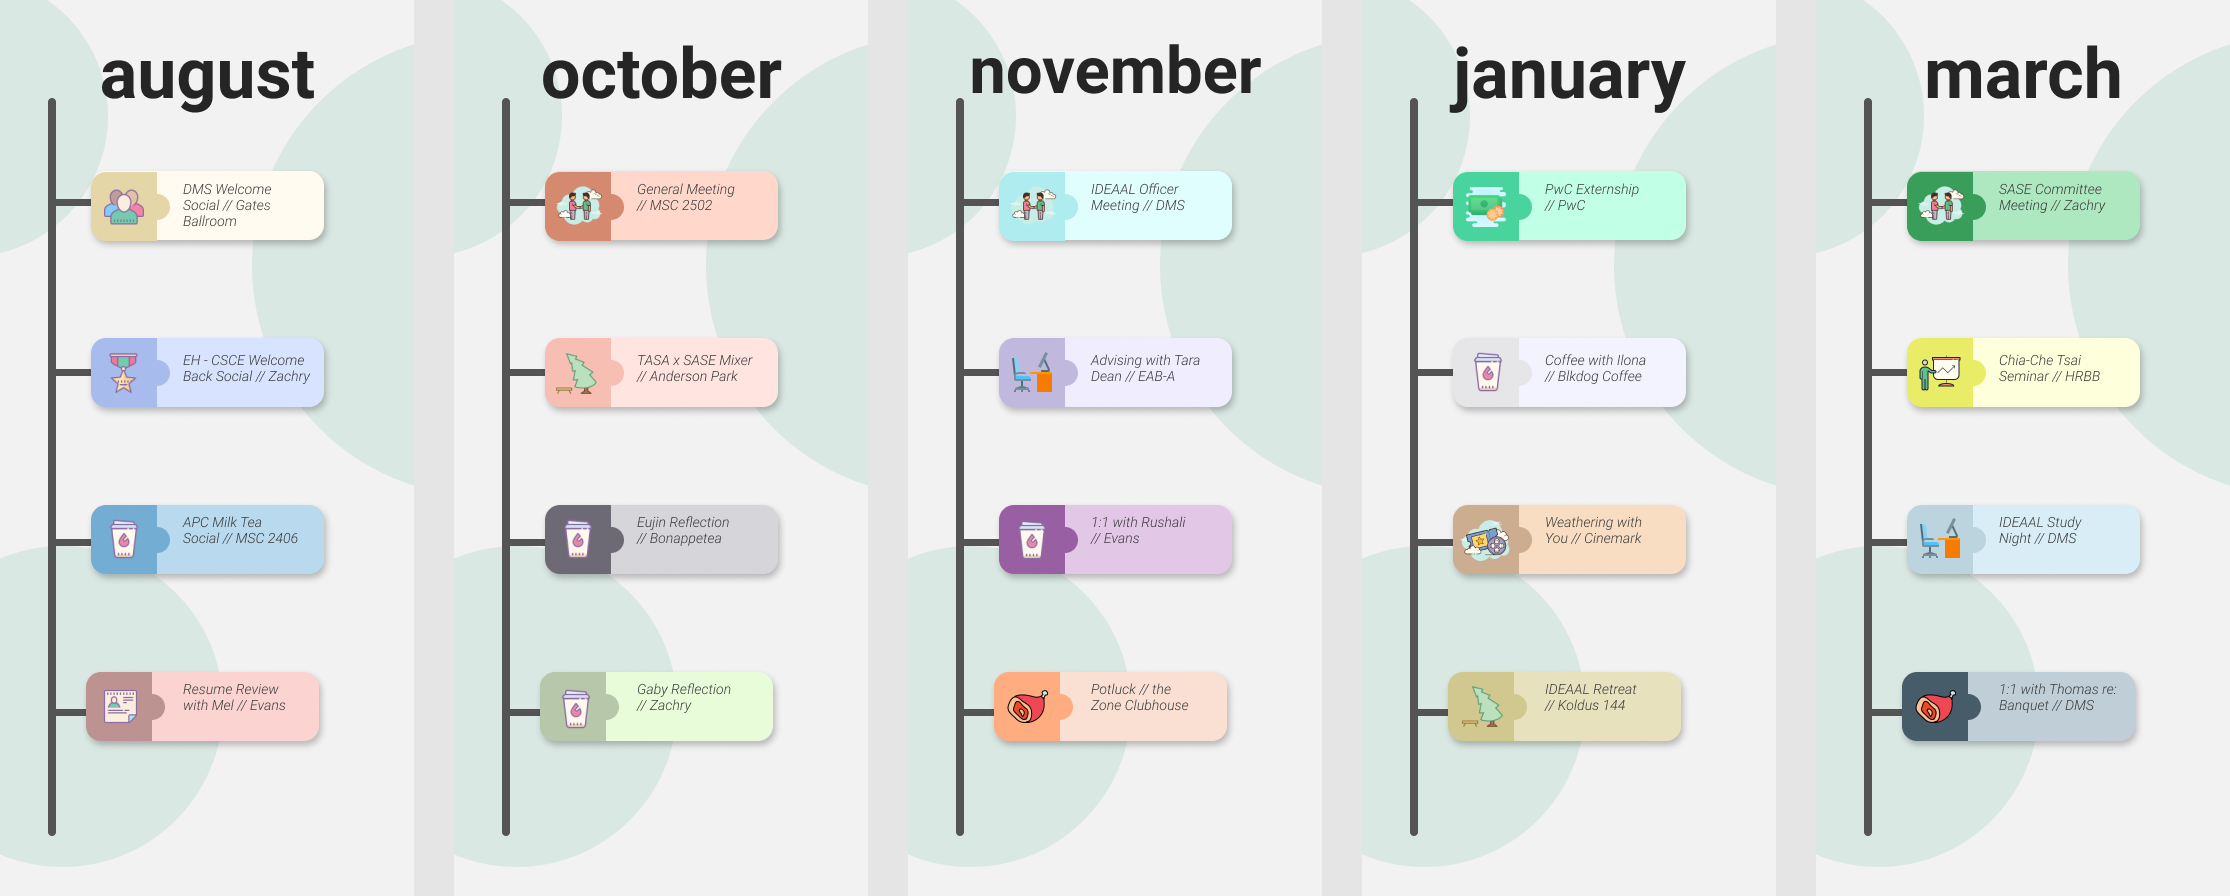 august
DMS Welcome
Social // Gates
Ballroom
EH - CSCE Welcome
Back Social // Zachry
APC Milk Tea
Social // MSC 2406
Resume Review
with Mel // Evans
october
General Meeting
// MSC 2502
TASA x SASE Mixer
// Anderson Park
Eujin Reflection
// Bonappetea
Gaby Reflection
// Zachry
november
IDEAAL Officer
Meeting // DMS
Advising with Tara
Dean // EAB-A
1:1 with Rushali
// Evans
Potluck // the
Zone Clubhouse
january
PwC Externship
// PwC
Coffee with Ilona
// Blkdog Coffee
Weathering with
You // Cinemark
IDEAAL Retreat
// Koldus 144
march
SASE Committee
Meeting // Zachry
Chia-Che Tsai
Seminar // HRBB
IDEAAL Study
Night // DMS
1:1 with Thomas re:
Banquet // DMS